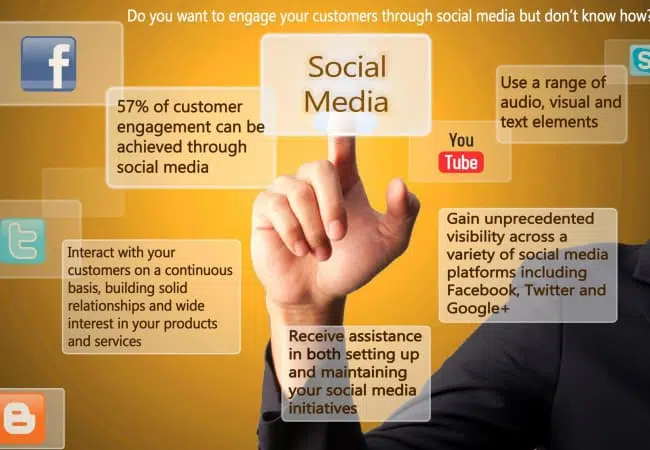 Do you want to engage your customers through social media but don't know how?
f
Social
Media
S
57% of customer
engagement can be
achieved through
social media
Use a range of
audio, visual and
text elements
You
Tube
t
Interact with your
customers on a continuous
basis, building solid
relationships and wide
interest in your products
and services
Gain unprecedented
visibility across a
variety of social media
platforms including
Facebook, Twitter and
Google+
Receive assistance
in both setting up
and maintaining
your social media
initiatives
B